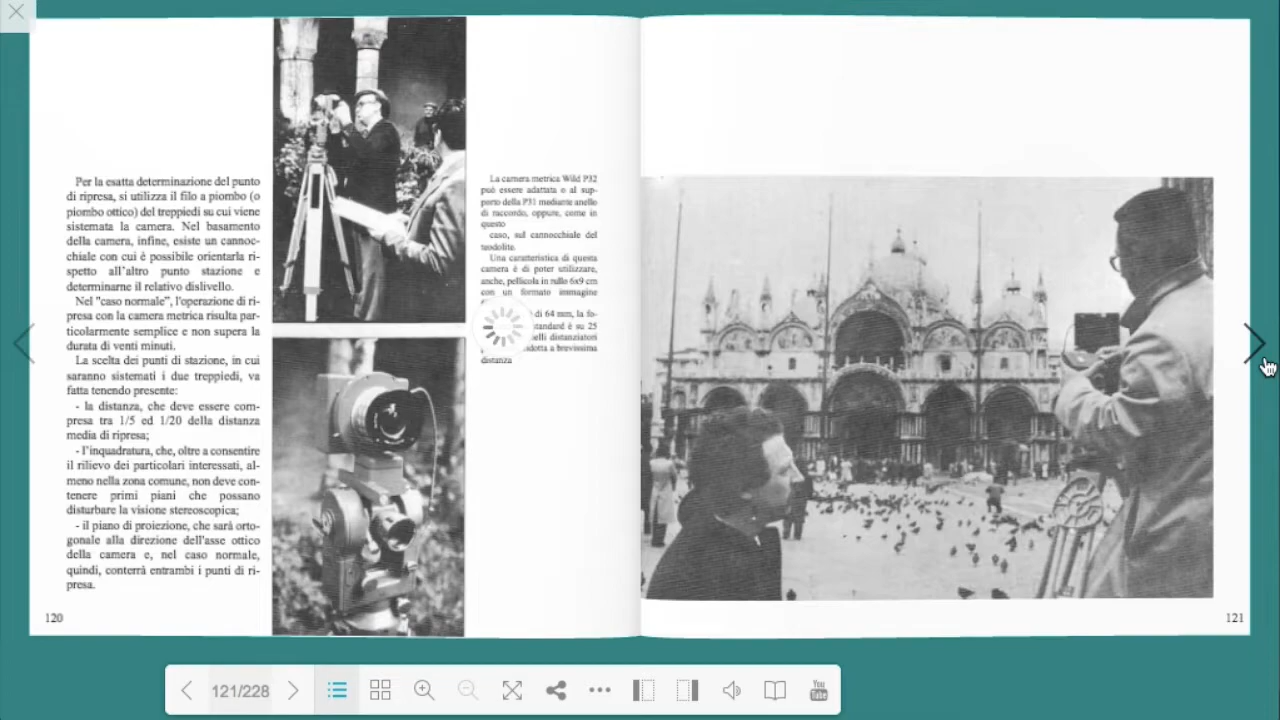 Per la esatta determinazione del punto
di ripresa, si utilizza il filo a piombo (o
piombo ottico) del treppiedi su cui viene
sistemata la camera. Nel basamento
della camera, infine, esiste un cannoc-
chiale con cui è possibile orientarla ri-
spetto all'altro punto stazione e
determinarne il relativo dislivello.
Nel "caso normale", l'operazione di ri-
presa con la camera metrica risulta par-
ticolarmente semplice e non supera la
durata di venti minuti.
La scelta dei punti di stazione, in cui
saranno sistemati i due treppiedi, va
fatta tenendo presente:
- la distanza, che deve essere com-
presa tra 1/5 ed 1/20 della distanza
media di ripresa;
- l'inquadratura, che, oltre a consentire
il rilievo dei particolari interessati, al-
meno nella zona comune, non deve con-
tenere primi piani che possano
disturbare la visione stereoscopica;
- il piano di proiezione, che sarà orto-
gonale alla direzione dell'asse ottico
della camera e, nel caso normale,
quindi, conterrà entrambi i punti di ri-
presa.
120
La camera metrica Wild P32
può essere adattata o al sup-
porto della P31 mediante anello
di raccordo, oppure, come in
questo
caso, sul cannocchiale del
teodolite.
Una caratteristica di questa
camera è di poter utilizzare,
anche, pellicola in rullo 6x9 cm
con un formato immagine
di 64 mm, la fo-
standard è su 25
distanziatori
a brevissima
distanza
121
121/228
You
Tube